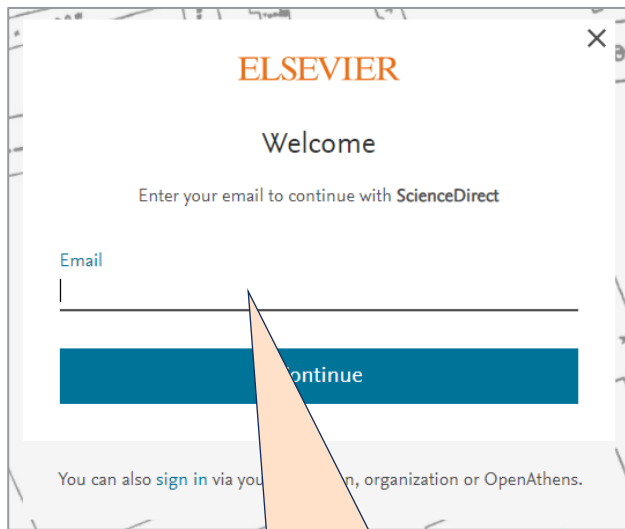 ELSEVIER
Welcome
Enter your email to continue with ScienceDirect
Email
ontinue
You can also sign in via you n, organization or OpenAthens.